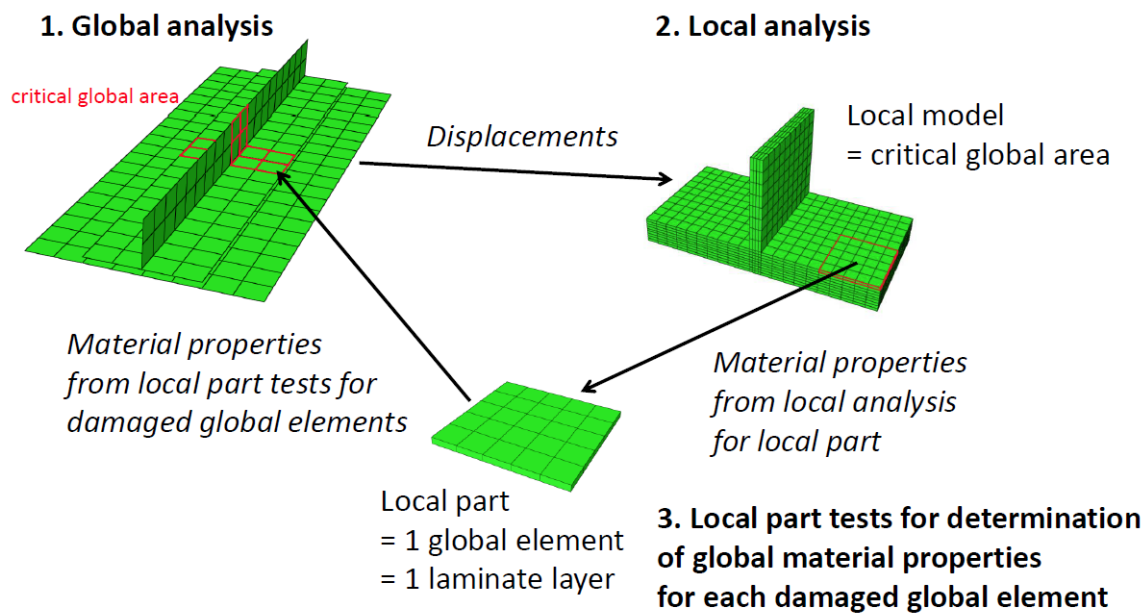 1. Global analysis
critical global area
Displacements
2. Local analysis
Local model
= critical global area
Material properties
from local part tests for
damaged global elements
Material properties
from local analysis
for local part
Local part
= 1 global element
= 1 laminate layer
3. Local part tests for determination
of global material properties
for each damaged global element